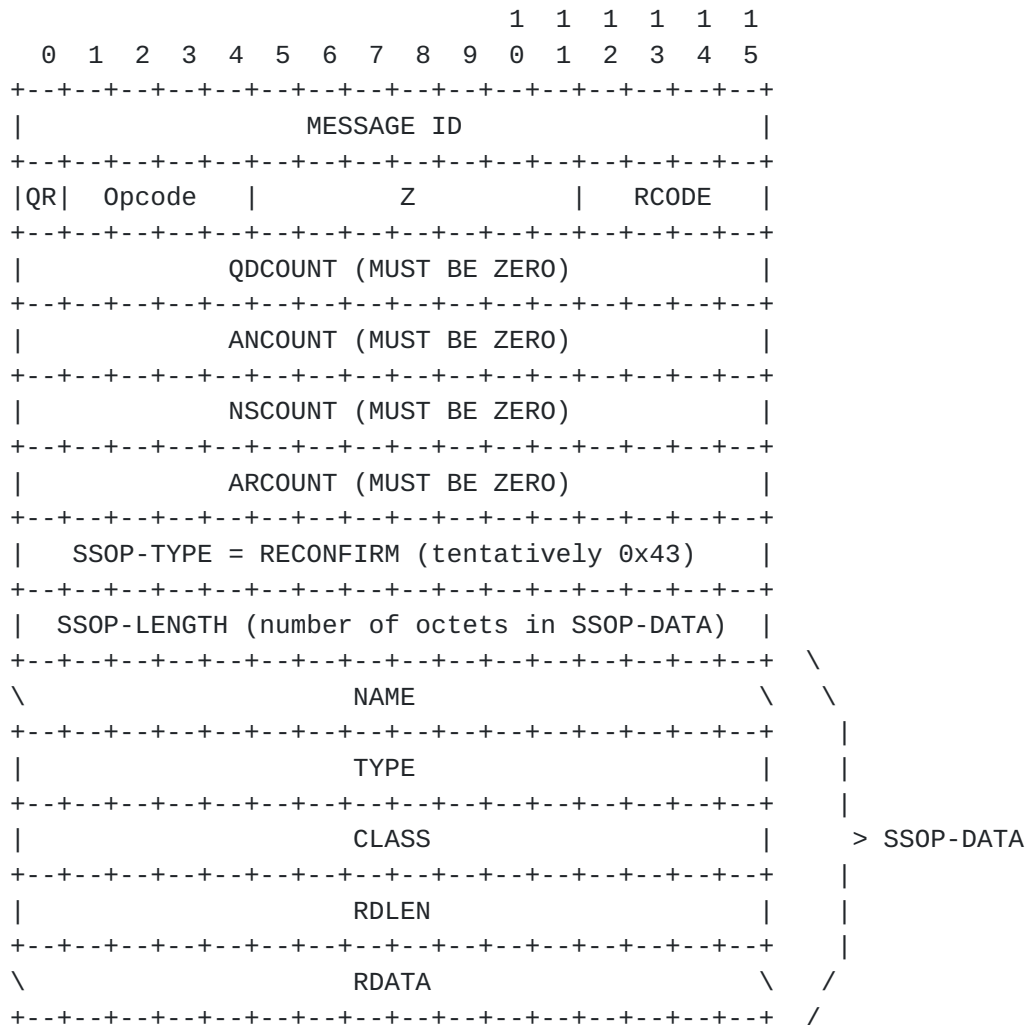 1  1  1  1  1  1
  0  1  2  3  4  5  6  7  8  9  0  1  2  3  4  5
+--+--+--+--+--+--+--+--+--+--+--+--+--+--+--+--+
|                  MESSAGE ID                   |
+--+--+--+--+--+--+--+--+--+--+--+--+--+--+--+--+
|QR|  Opcode   |         Z          |   RCODE   |
+--+--+--+--+--+--+--+--+--+--+--+--+--+--+--+--+
|             QDCOUNT (MUST BE ZERO)            |
+--+--+--+--+--+--+--+--+--+--+--+--+--+--+--+--+
|             ANCOUNT (MUST BE ZERO)            |
+--+--+--+--+--+--+--+--+--+--+--+--+--+--+--+--+
|             NSCOUNT (MUST BE ZERO)            |
+--+--+--+--+--+--+--+--+--+--+--+--+--+--+--+--+
|             ARCOUNT (MUST BE ZERO)            |
+--+--+--+--+--+--+--+--+--+--+--+--+--+--+--+--+
|   SSOP-TYPE = RECONFIRM (tentatively 0x43)    |
+--+--+--+--+--+--+--+--+--+--+--+--+--+--+--+--+
|  SSOP-LENGTH (number of octets in SSOP-DATA)  |
+--+--+--+--+--+--+--+--+--+--+--+--+--+--+--+--+  \
\                     NAME                      \   \
+--+--+--+--+--+--+--+--+--+--+--+--+--+--+--+--+    |
|                     TYPE                      |    |
+--+--+--+--+--+--+--+--+--+--+--+--+--+--+--+--+    |
|                     CLASS                     |     > SSOP-DATA
+--+--+--+--+--+--+--+--+--+--+--+--+--+--+--+--+    |
|                     RDLEN                     |    |
+--+--+--+--+--+--+--+--+--+--+--+--+--+--+--+--+    |
\                     RDATA                     \   /
+--+--+--+--+--+--+--+--+--+--+--+--+--+--+--+--+  /